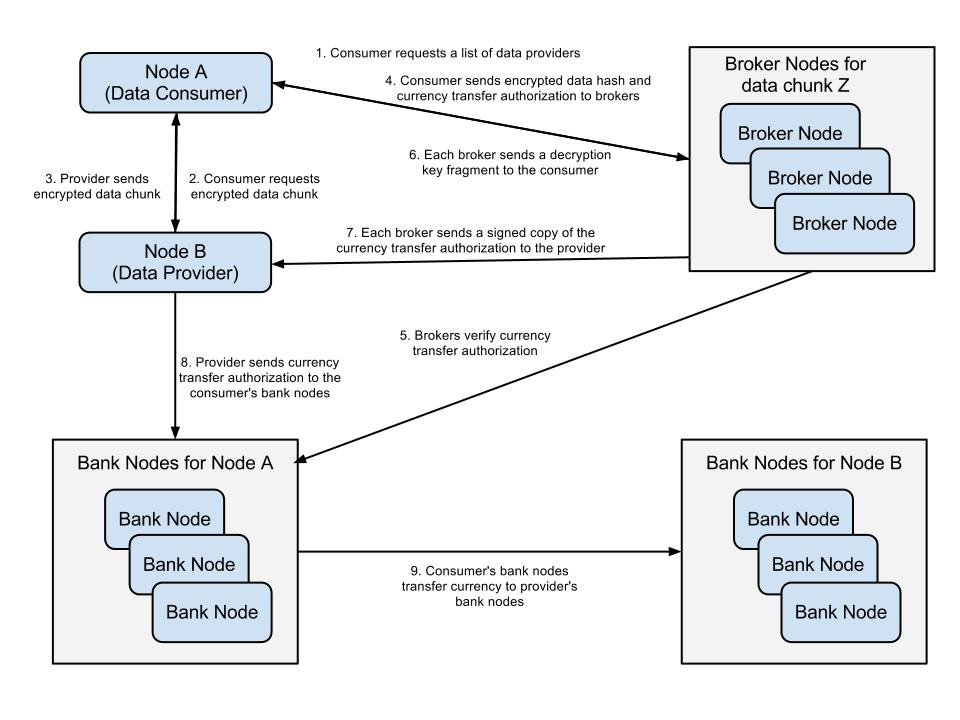 1. Consumer requests a list of data providers
Node A
(Data Consumer)
4. Consumer sends encrypted data hash and
currency transfer authorization to brokers
Broker Nodes for
data chunk Z
Broker Node
Broker Node
Broker Node
6. Each broker sends a decryption
key fragment to the consumer
3. Provider sends
encrypted data chunk
2. Consumer requests
encrypted data chunk
7. Each broker sends a signed copy of the
currency transfer authorization to the provider
Node B
(Data Provider)
5. Brokers verify currency
transfer authorization
8. Provider sends currency
transfer authorization to the
consumer's bank nodes
Bank Nodes for Node A
Bank Node
Bank Node
Bank Node
9. Consumer's bank nodes
transfer currency to provider's
bank nodes
Bank Nodes for Node B
Bank Node
Bank Node
Bank Node